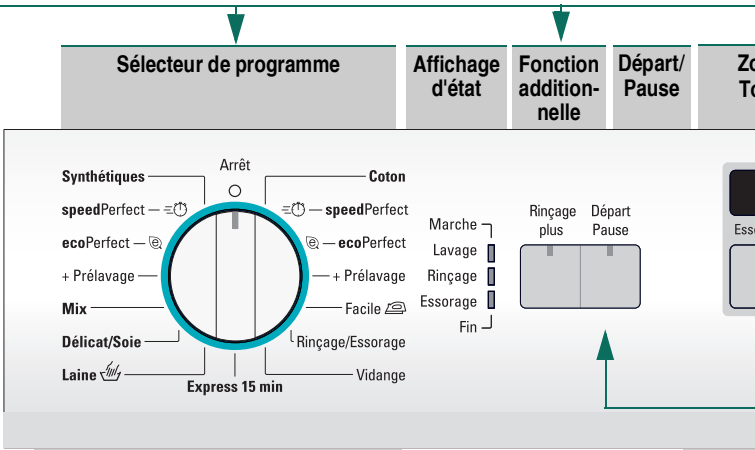 Sélecteur de programme
Affichage
d'état
Fonction
addition-
nelle
Départ/
Pause
Arrêt
Synthétiques
speedPerfect
ecoPerfect
+ Prélavage
Mix
Délicat/Soie
Laine
Express 15 min
Coton
speedPerfect
ecoPerfect
+ Prélavage
Facile
Rinçage/Essorage
Vidange
Marche
Lavage
Rinçage
Essorage
Fin
Rinçage
plus
Départ
Pause